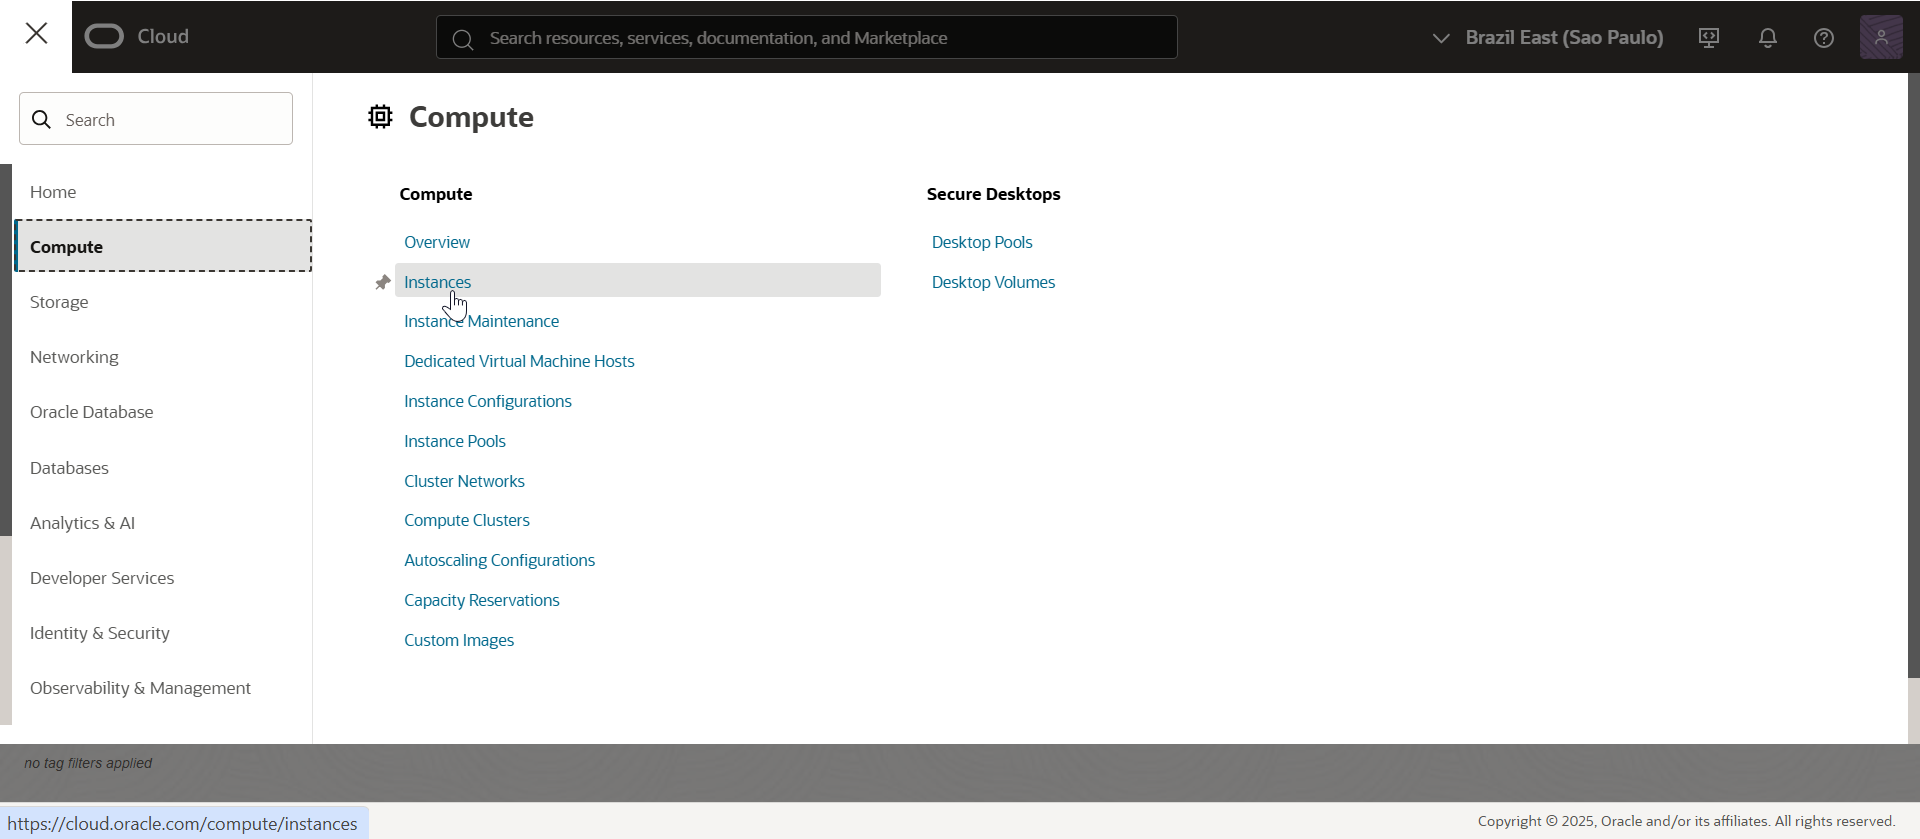 Cloud
Search resources, services, documentation, and Marketplace
Brazil East (Sao Paulo)
Search
Home
Compute
Storage
Networking
Oracle Database
Databases
Analytics & AI
Developer Services
Identity & Security
Observability & Management
Compute
Compute
Overview
Instances
Instance Maintenance
Dedicated Virtual Machine Hosts
Instance Configurations
Instance Pools
Cluster Networks
Compute Clusters
Autoscaling Configurations
Capacity Reservations
Custom Images
Secure Desktops
Desktop Pools
Desktop Volumes
no tag filters applied
https://cloud.oracle.com/compute/instances
Copyright © 2025, Oracle and/or its affiliates. All rights reserved.